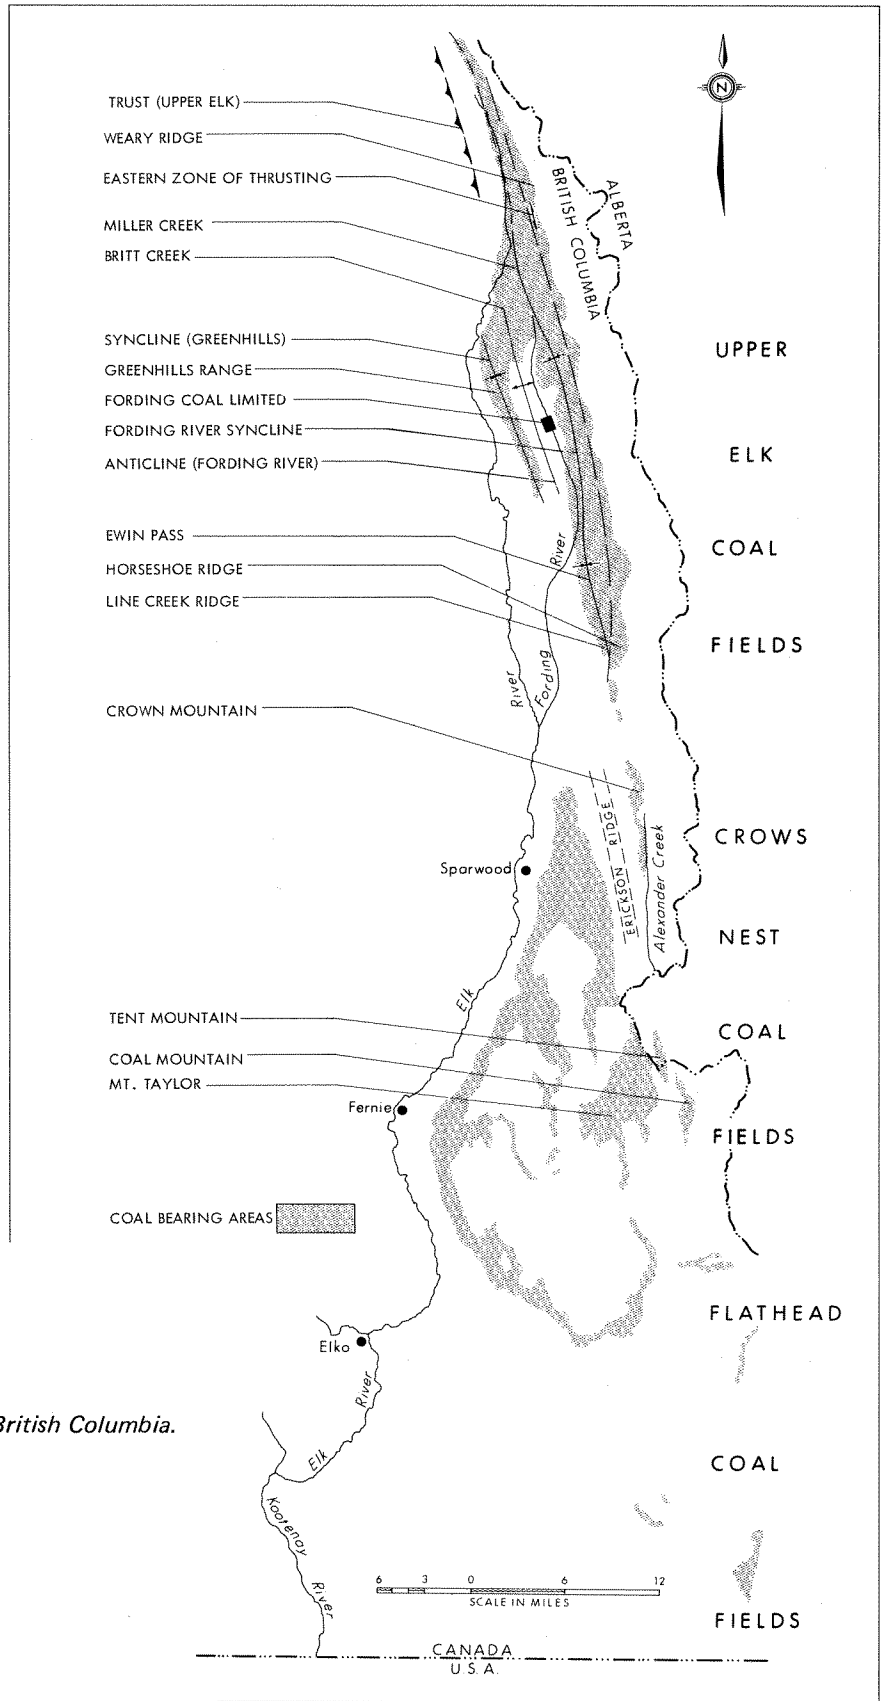 N
TRUST (UPPER ELK)
WEARY RIDGE
EASTERN ZONE OF THRUSTING
MILLER CREEK
BRITT CREEK
ALBERTA
BRITISH COLUMBIA
SYNCLINE (GREENHILLS)
GREENHILLS RANGE
FORDING COAL LIMITED
FORDING RIVER SYNCLINE
ANTICLINE (FORDING RIVER)
UPPER
ELK
COAL
FIELDS
EWIN PASS
HORSESHOE RIDGE
LINE CREEK RIDGE
River
Fording
River
CROWN MOUNTAIN
ERICKSON RIDGE
Alexander Creek
CROWS
NEST
COAL
FIELDS
Sparwood
Elk
TENT MOUNTAIN
COAL MOUNTAIN
MT. TAYLOR
Fernie
COAL BEARING AREAS
FLATHEAD
COAL
FIELDS
Elko
River
Elk
British Columbia.
Kootenay
River
6 3 0 6 12
SCALE IN MILES
CANADA
U.S.A.